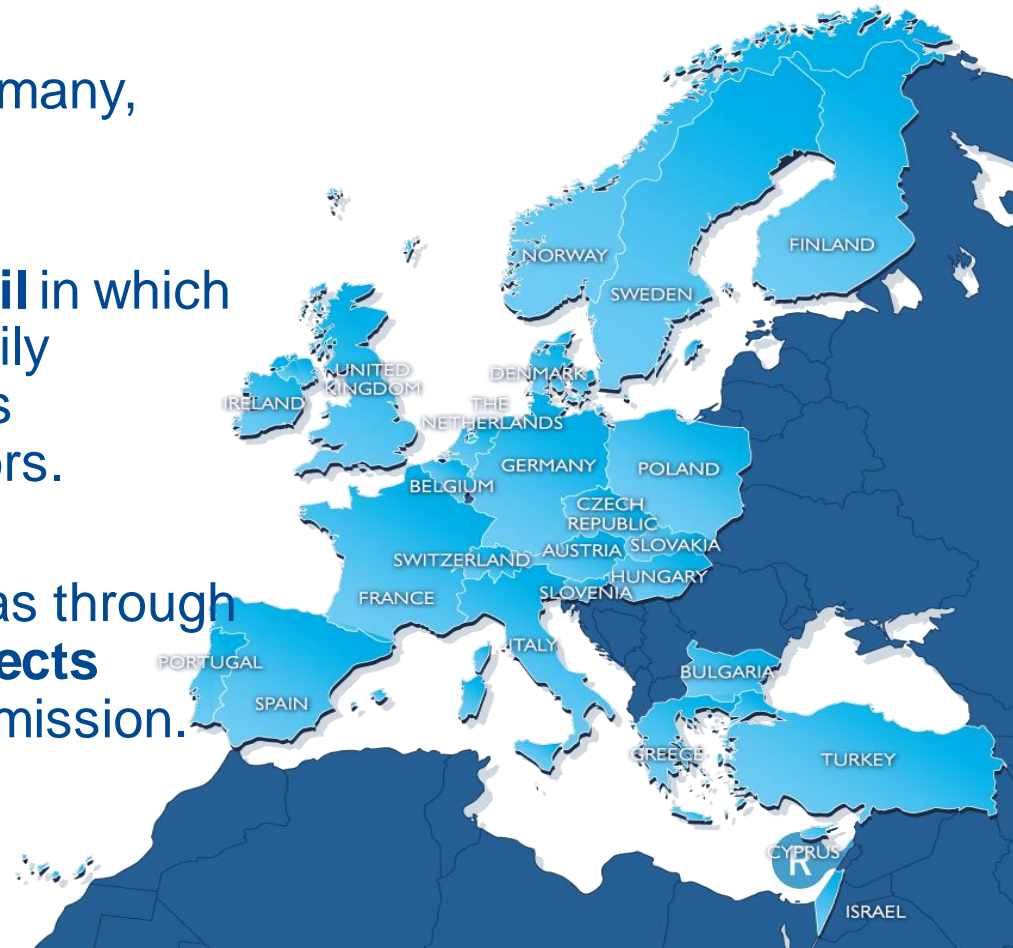 many,
il in which
ily
s
ors.
as through
ects
mission.
NORWAY
FINLAND
SWEDEN
UNITED
KINGDOM
DENMARK
IRELAND
THE
NETHERLANDS
GERMANY
POLAND
BELGIUM
CZECH
REPUBLIC
SWITZERLAND
AUSTRIA
SLOVAKIA
HUNGARY
SLOVENIA
FRANCE
ITALY
PORTUGAL
SPAIN
BULGARIA
GREECE
TURKEY
CYPRUS
R
ISRAEL